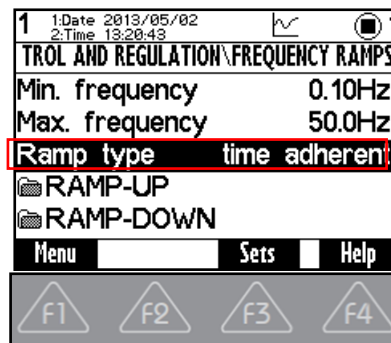 1 1:Date 2013/05/02
2:Time 13:20:43
TROL AND REGULATION\FREQUENCY RAMPS
Min. frequency 0.10Hz
Max. frequency 50.0Hz
Ramp type time adherent
RAMP-UP
RAMP-DOWN
Menu Sets Help
F1 F2 F3 F4